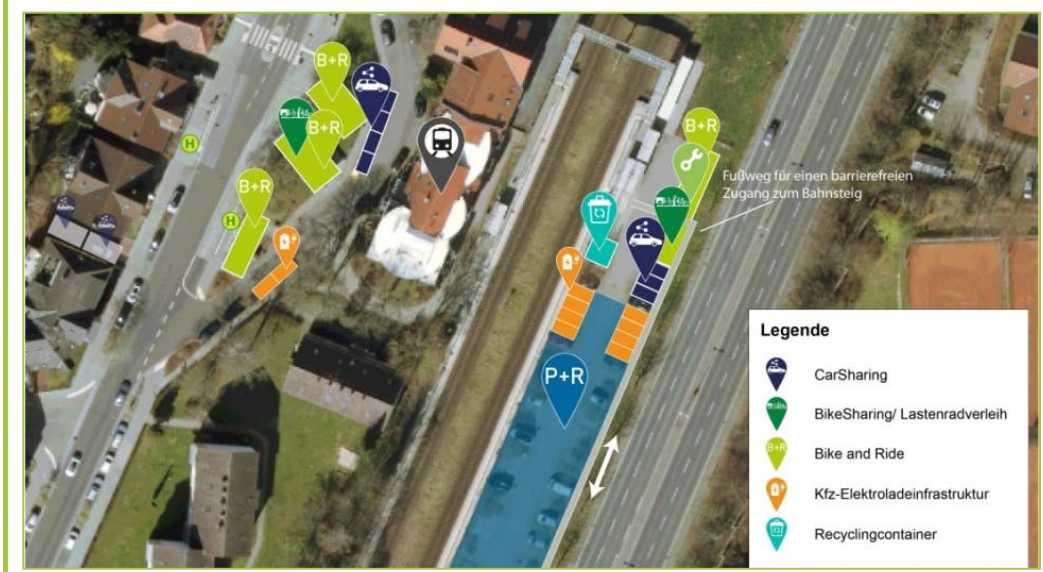 B+R
B+R
B+R
H
B+R
H
Fußweg für einen barrierefreien
Zugang zum Bahnsteig
P+R
Legende
CarSharing
BikeSharing/ Lastenradverleih
B+R
Bike and Ride
Kfz-Elektroladeinfrastruktur
Recyclingcontainer